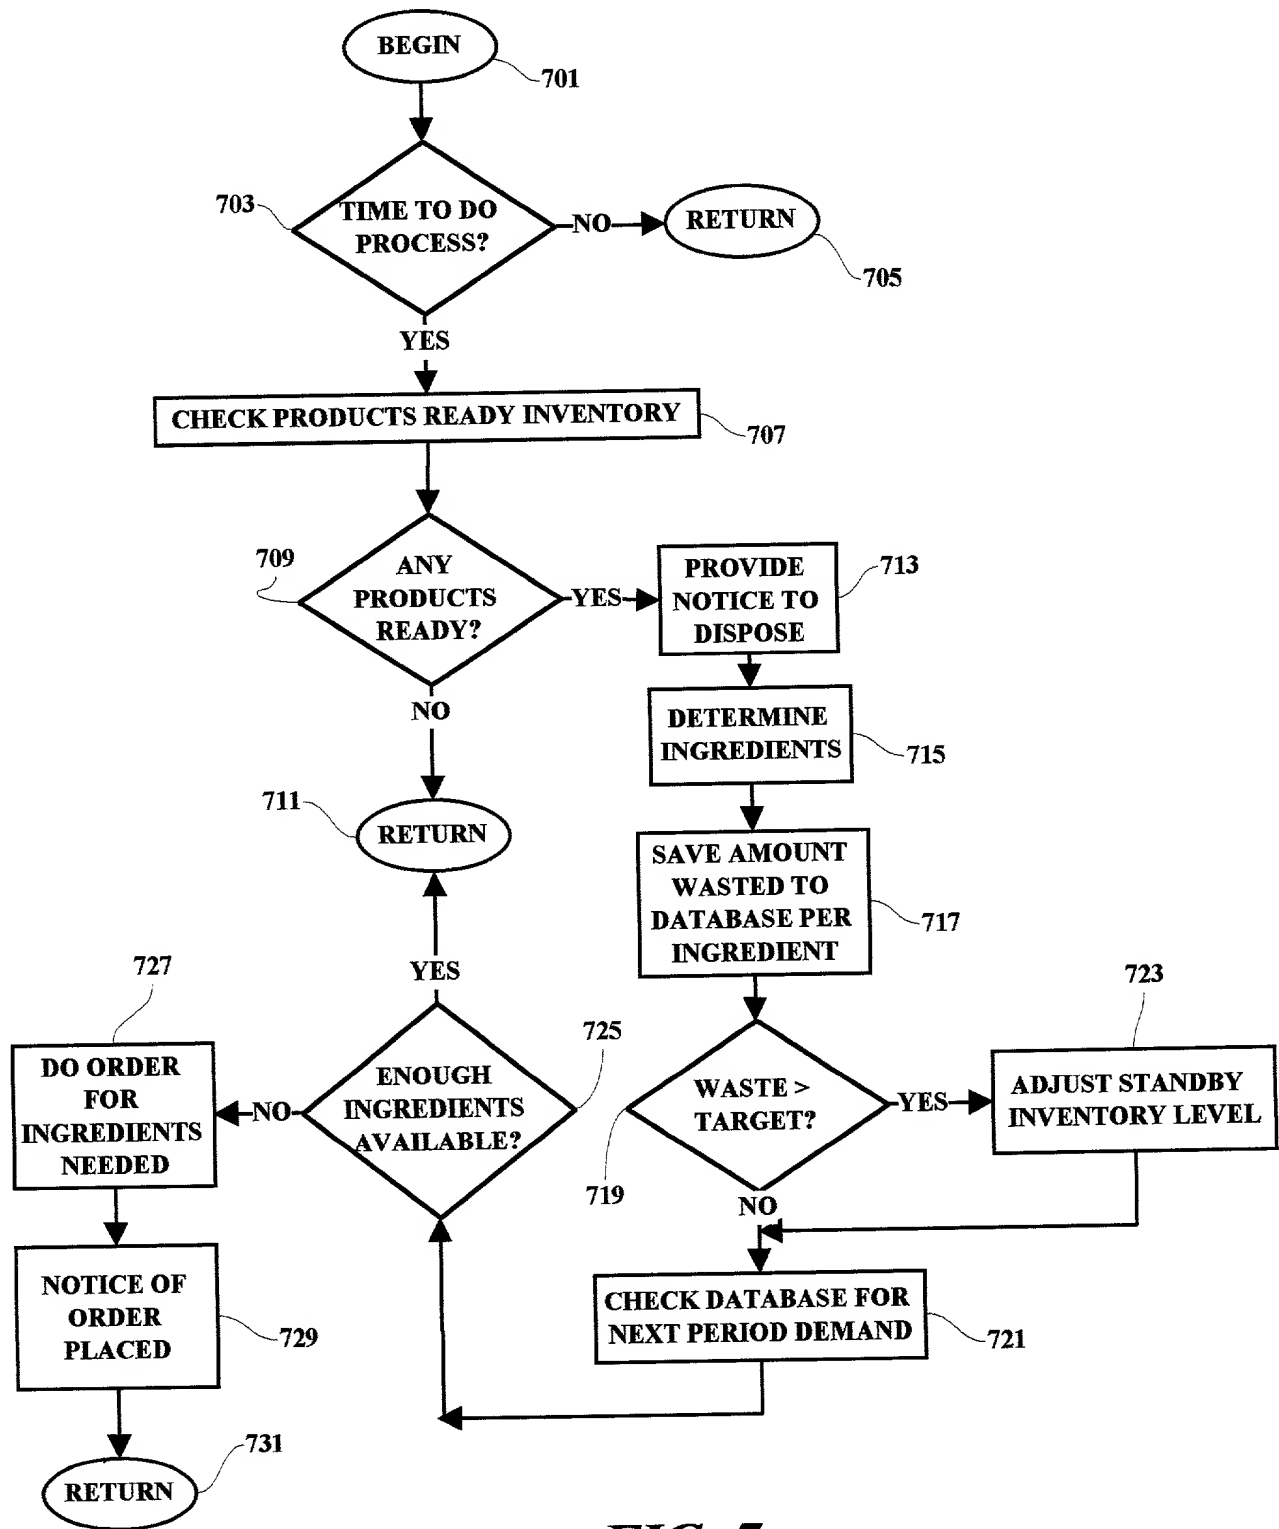 BEGIN
701
703
TIME TO DO
PROCESS?
NO
RETURN
705
YES
CHECK PRODUCTS READY INVENTORY
707
709
ANY
PRODUCTS
READY?
YES
PROVIDE
NOTICE TO
DISPOSE
713
NO
DETERMINE
INGREDIENTS
715
711
RETURN
SAVE AMOUNT
WASTED TO
DATABASE PER
INGREDIENT
717
YES
727
DO ORDER
FOR
INGREDIENTS
NEEDED
NO
ENOUGH
INGREDIENTS
AVAILABLE?
725
WASTE >
TARGET?
719
YES
723
ADJUST STANDBY
INVENTORY LEVEL
NO
NOTICE OF
ORDER
PLACED
729
CHECK DATABASE FOR
NEXT PERIOD DEMAND
721
731
RETURN